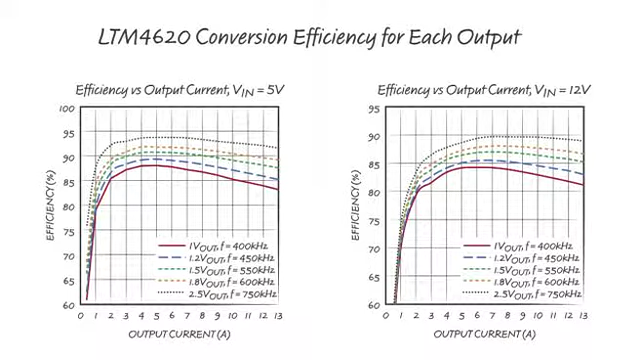 LTM4620 Conversion Efficiency for Each Output
Efficiency vs Output Current, VIN = 5V
100
95
90
85
80
75
70
65
60
EFFICIENCY (%)
1VOUT, f = 400kHz
1.2VOUT, f = 450kHz
1.5VOUT, f = 550kHz
1.8VOUT, f = 600kHz
2.5VOUT, f = 750kHz
0 1 2 3 4 5 6 7 8 9 10 11 12 13
OUTPUT CURRENT (A)
Efficiency vs Output Current, VIN = 12V
95
90
85
80
75
70
65
60
EFFICIENCY (%)
1VOUT, f = 400kHz
1.2VOUT, f = 450kHz
1.5VOUT, f = 550kHz
1.8VOUT, f = 600kHz
2.5VOUT, f = 750kHz
0 1 2 3 4 5 6 7 8 9 10 11 12 13
OUTPUT CURRENT (A)